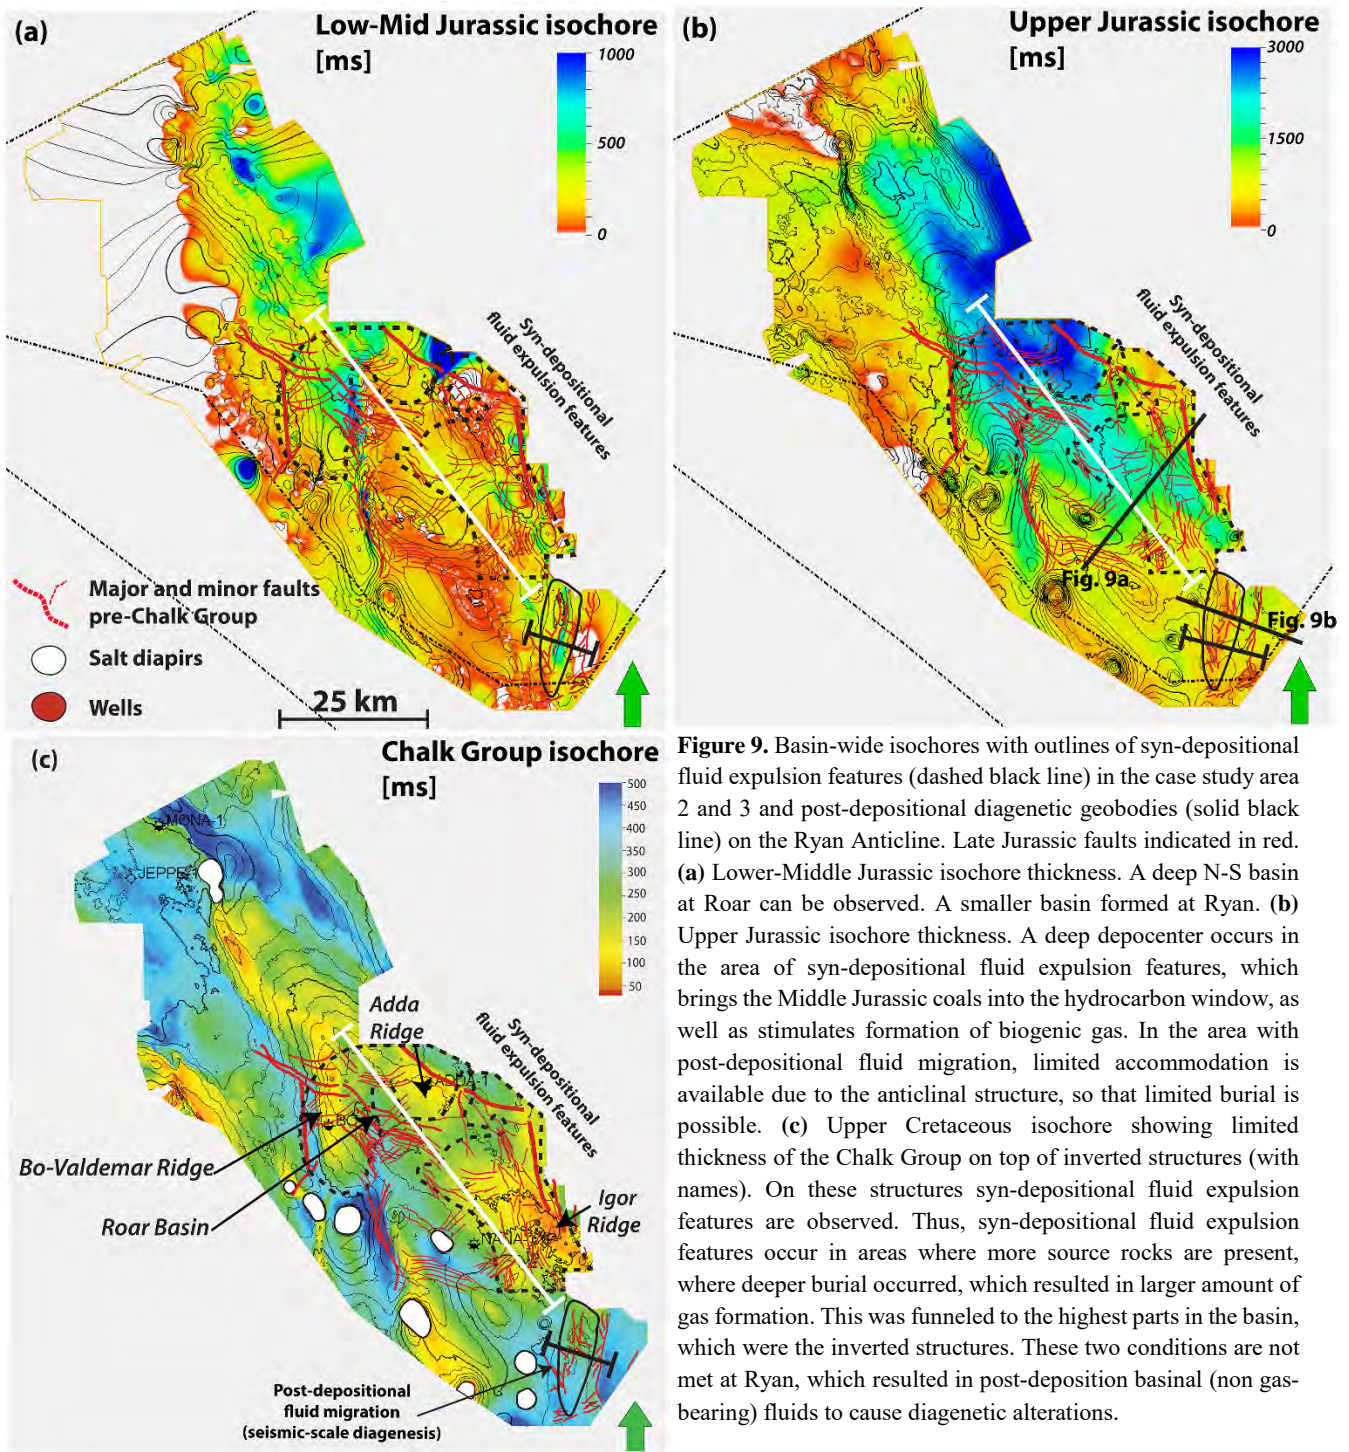 (a)
Low-Mid Jurassic isochore
[ms]
1000
500
0
Syn-depositional
fluid expulsion features
Major and minor faults
pre-Chalk Group
Salt diapirs
Wells
25 km
(b)
Upper Jurassic isochore
[ms]
3000
1500
0
Syn-depositional
fluid expulsion features
Fig. 9a
Fig. 9b
(c)
Chalk Group isochore
[ms]
500
450
400
350
300
250
200
150
100
50
MONA-1
Adda
Ridge
Syn-depositional
fluid expulsion features
Bo-Valdemar Ridge
Roar Basin
Igor
Ridge
Post-depositional
fluid migration
(seismic-scale diagenesis)
Figure 9. Basin-wide isochores with outlines of syn-depositional
fluid expulsion features (dashed black line) in the case study area
2 and 3 and post-depositional diagenetic geobodies (solid black
line) on the Ryan Anticline. Late Jurassic faults indicated in red.
(a) Lower-Middle Jurassic isochore thickness. A deep N-S basin
at Roar can be observed. A smaller basin formed at Ryan. (b)
Upper Jurassic isochore thickness. A deep depocenter occurs in
the area of syn-depositional fluid expulsion features, which
brings the Middle Jurassic coals into the hydrocarbon window, as
well as stimulates formation of biogenic gas. In the area with
post-depositional fluid migration, limited accommodation is
available due to the anticlinal structure, so that limited burial is
possible. (c) Upper Cretaceous isochore showing limited
thickness of the Chalk Group on top of inverted structures (with
names). On these structures syn-depositional fluid expulsion
features are observed. Thus, syn-depositional fluid expulsion
features occur in areas where more source rocks are present,
where deeper burial occurred, which resulted in larger amount of
gas formation. This was funneled to the highest parts in the basin,
which were the inverted structures. These two conditions are not
met at Ryan, which resulted in post-deposition basinal (non gas-
bearing) fluids to cause diagenetic alterations.